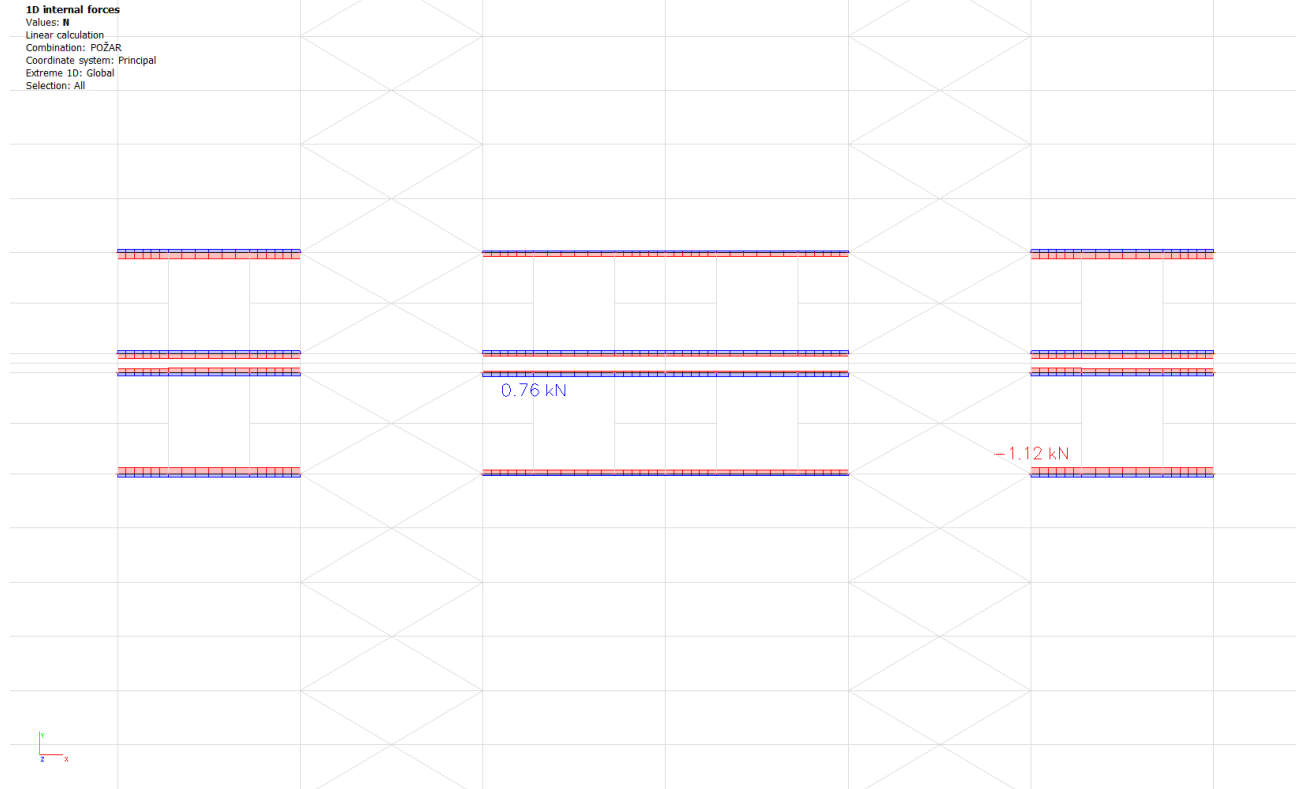 1D internal forces
Values: N
Linear calculation
Combination: POŽAR
Coordinate system: Principal
Extreme 1D: Global
Selection: All
0.76 kN
-1.12 kN
Y
Z X